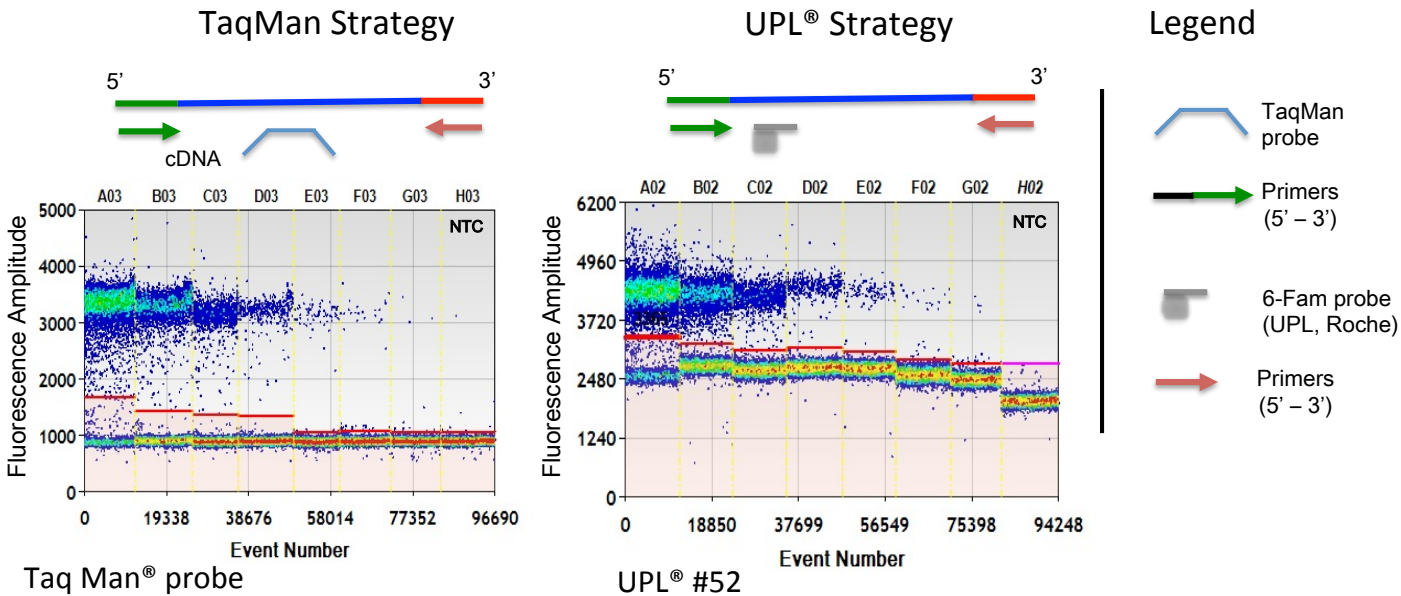 TaqMan Strategy
UPL® Strategy
Legend
5’
3’
5’
3’
cDNA
TaqMan
probe
Primers
(5’ – 3’)
6-Fam probe
(UPL, Roche)
Primers
(5’ – 3’)
A03 B03 C03 D03 E03 F03 G03 H03
NTC
Fluorescence Amplitude
5000
4000
3000
2000
1000
0
0 19338 38676 58014 77352 96690
Event Number
Taq Man® probe
A02 B02 C02 D02 E02 F02 G02 H02
NTC
Fluorescence Amplitude
6200
4960
3720
2480
1240
0
0 18850 37699 56549 75398 94248
Event Number
UPL® #52